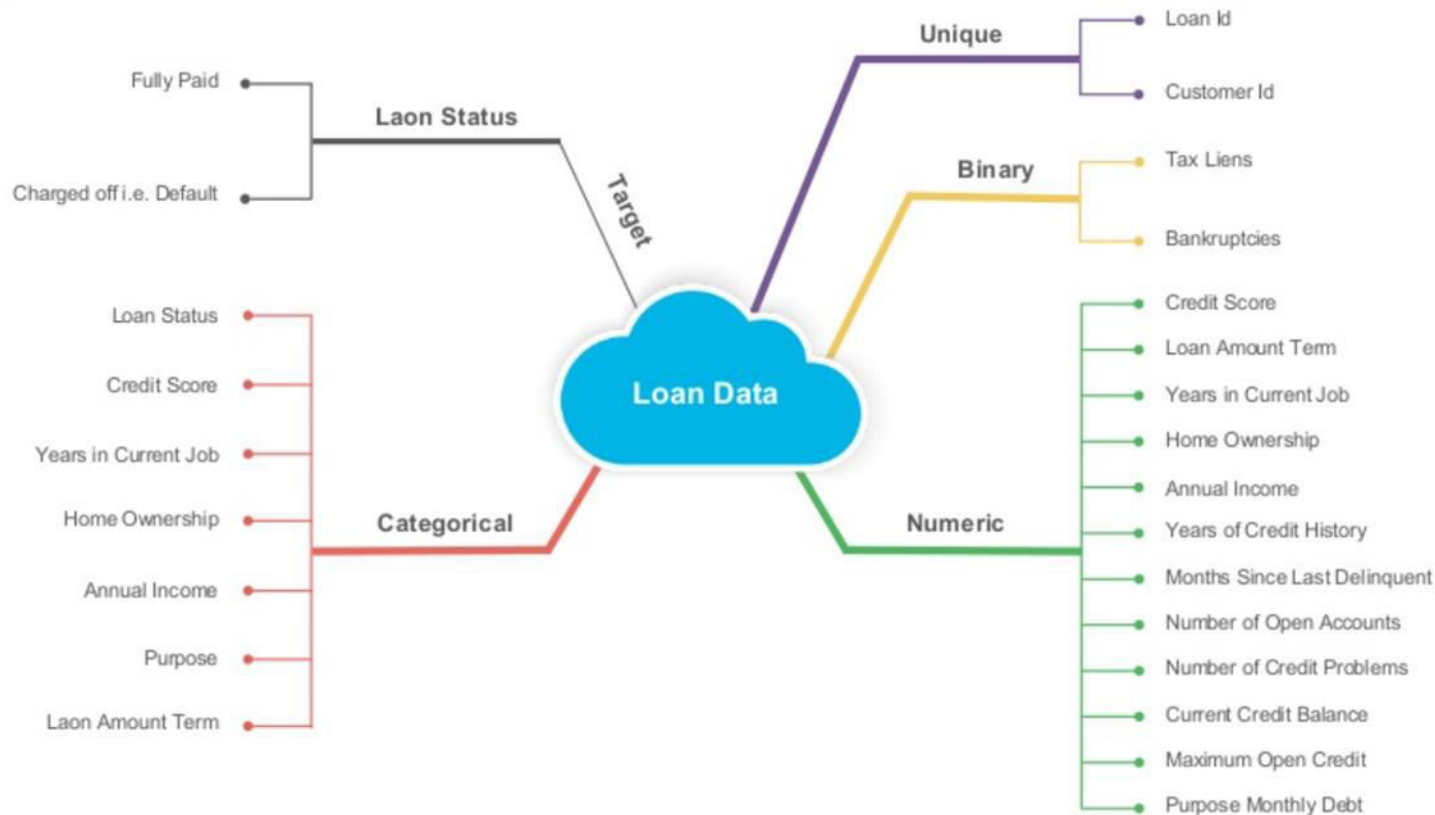 Laon Status
Fully Paid
Charged off i.e. Default
Target
Unique
Loan Id
Customer Id
Binary
Tax Liens
Bankruptcies
Loan Data
Categorical
Loan Status
Credit Score
Years in Current Job
Home Ownership
Annual Income
Purpose
Laon Amount Term
Numeric
Credit Score
Loan Amount Term
Years in Current Job
Home Ownership
Annual Income
Years of Credit History
Months Since Last Delinquent
Number of Open Accounts
Number of Credit Problems
Current Credit Balance
Maximum Open Credit
Purpose Monthly Debt